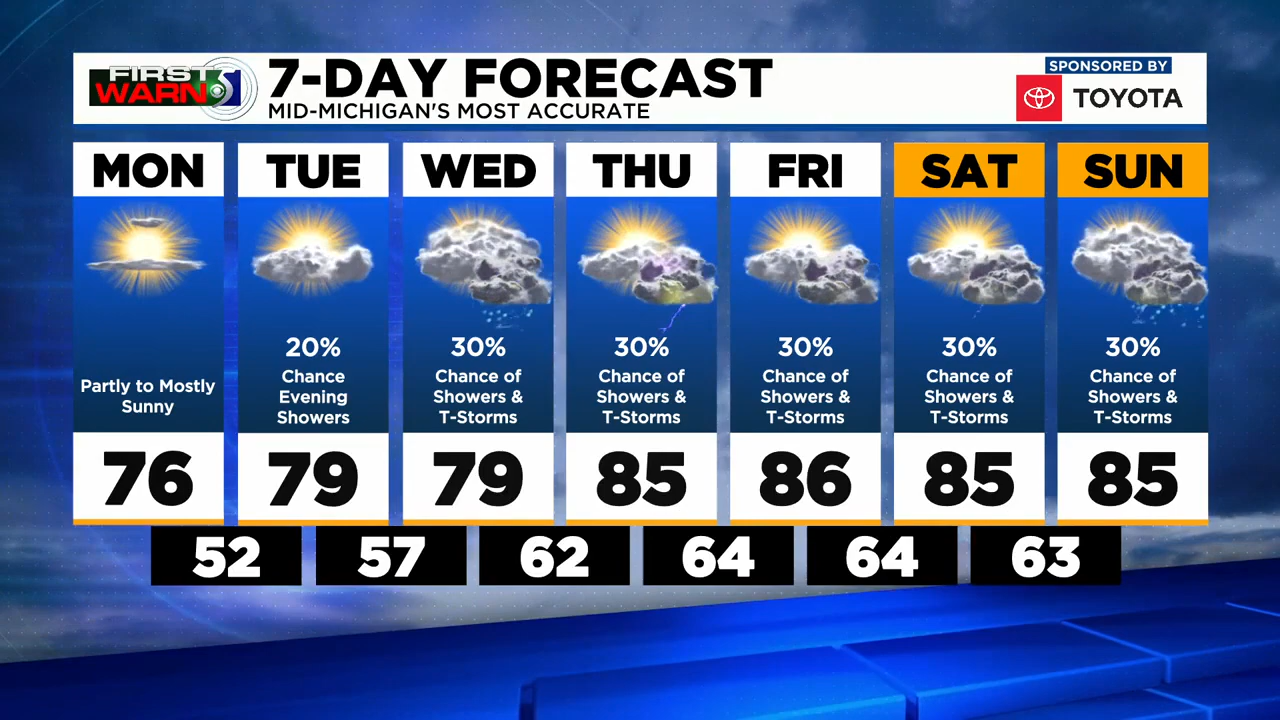 FIRST
WARN 5
7-DAY FORECAST
MID-MICHIGAN'S MOST ACCURATE
SPONSORED BY
TOYOTA
MON
Partly to Mostly
Sunny
76
TUE
20%
Chance
Evening
Showers
79
WED
30%
Chance of
Showers &
T-Storms
79
THU
30%
Chance of
Showers &
T-Storms
85
FRI
30%
Chance of
Showers &
T-Storms
86
SAT
30%
Chance of
Showers &
T-Storms
85
SUN
30%
Chance of
Showers &
T-Storms
85
52
57
62
64
64
63